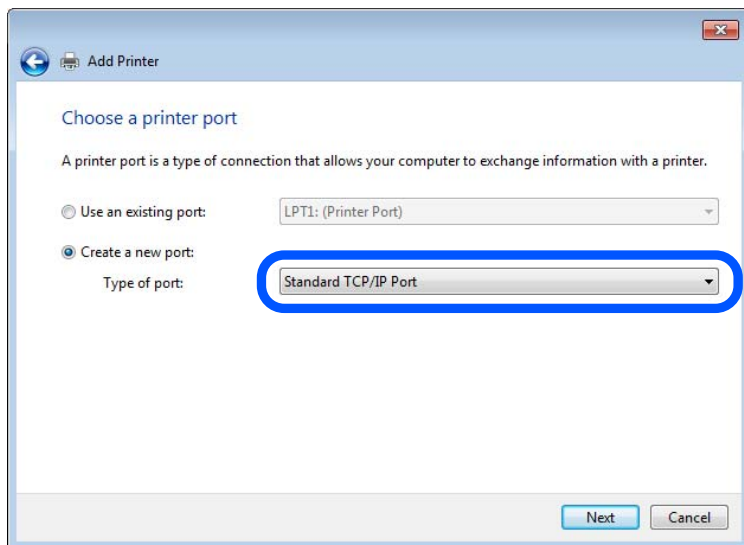 Add Printer
Choose a printer port
A printer port is a type of connection that allows your computer to exchange information with a printer.
Use an existing port: LPT1: (Printer Port)
Create a new port:
Type of port: Standard TCP/IP Port
Next Cancel